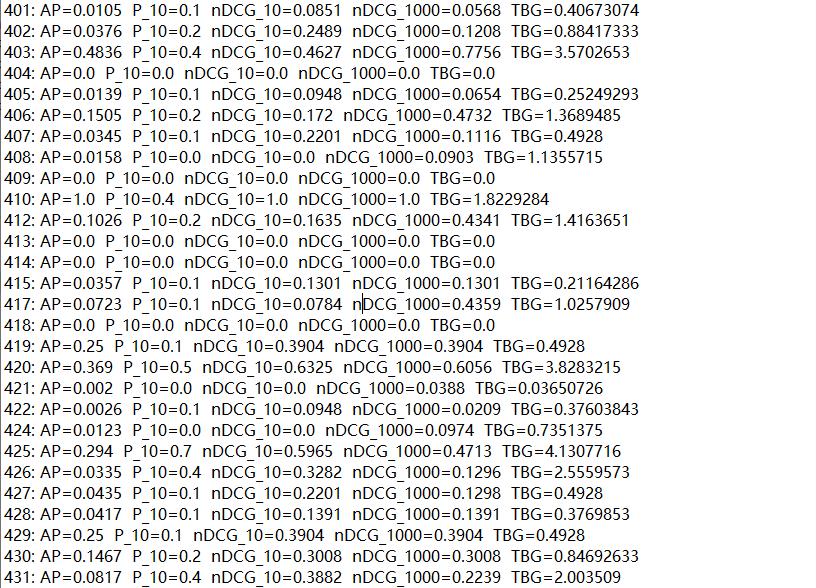 401: AP=0.0105 P_10=0.1 nDCG_10=0.0851 nDCG_1000=0.0568 TBG=0.40673074
402: AP=0.0376 P_10=0.2 nDCG_10=0.2489 nDCG_1000=0.1208 TBG=0.88417333
403: AP=0.4836 P_10=0.4 nDCG_10=0.4627 nDCG_1000=0.7756 TBG=3.5702653
404: AP=0.0 P_10=0.0 nDCG_10=0.0 nDCG_1000=0.0 TBG=0.0
405: AP=0.0139 P_10=0.1 nDCG_10=0.0948 nDCG_1000=0.0654 TBG=0.25249293
406: AP=0.1505 P_10=0.2 nDCG_10=0.172 nDCG_1000=0.4732 TBG=1.3689485
407: AP=0.0345 P_10=0.1 nDCG_10=0.2201 nDCG_1000=0.1116 TBG=0.4928
408: AP=0.0158 P_10=0.0 nDCG_10=0.0 nDCG_1000=0.0903 TBG=1.1355715
409: AP=0.0 P_10=0.0 nDCG_10=0.0 nDCG_1000=0.0 TBG=0.0
410: AP=1.0 P_10=0.4 nDCG_10=1.0 nDCG_1000=1.0 TBG=1.8229284
412: AP=0.1026 P_10=0.2 nDCG_10=0.1635 nDCG_1000=0.4341 TBG=1.4163651
413: AP=0.0 P_10=0.0 nDCG_10=0.0 nDCG_1000=0.0 TBG=0.0
414: AP=0.0 P_10=0.0 nDCG_10=0.0 nDCG_1000=0.0 TBG=0.0
415: AP=0.0357 P_10=0.1 nDCG_10=0.1301 nDCG_1000=0.1301 TBG=0.21164286
417: AP=0.0723 P_10=0.1 nDCG_10=0.0784 nDCG_1000=0.4359 TBG=1.0257909
418: AP=0.0 P_10=0.0 nDCG_10=0.0 nDCG_1000=0.0 TBG=0.0
419: AP=0.25 P_10=0.1 nDCG_10=0.3904 nDCG_1000=0.3904 TBG=0.4928
420: AP=0.369 P_10=0.5 nDCG_10=0.6325 nDCG_1000=0.6056 TBG=3.8283215
421: AP=0.002 P_10=0.0 nDCG_10=0.0 nDCG_1000=0.0388 TBG=0.03650726
422: AP=0.0026 P_10=0.1 nDCG_10=0.0948 nDCG_1000=0.0209 TBG=0.37603843
424: AP=0.0123 P_10=0.0 nDCG_10=0.0 nDCG_1000=0.0974 TBG=0.7351375
425: AP=0.294 P_10=0.7 nDCG_10=0.5965 nDCG_1000=0.4713 TBG=4.1307716
426: AP=0.0335 P_10=0.4 nDCG_10=0.3282 nDCG_1000=0.1296 TBG=2.5559573
427: AP=0.0435 P_10=0.1 nDCG_10=0.2201 nDCG_1000=0.1298 TBG=0.4928
428: AP=0.0417 P_10=0.1 nDCG_10=0.1391 nDCG_1000=0.1391 TBG=0.3769853
429: AP=0.25 P_10=0.1 nDCG_10=0.3904 nDCG_1000=0.3904 TBG=0.4928
430: AP=0.1467 P_10=0.2 nDCG_10=0.3008 nDCG_1000=0.3008 TBG=0.84692633
431: AP=0.0817 P_10=0.4 nDCG_10=0.3882 nDCG_1000=0.2239 TBG=2.003509